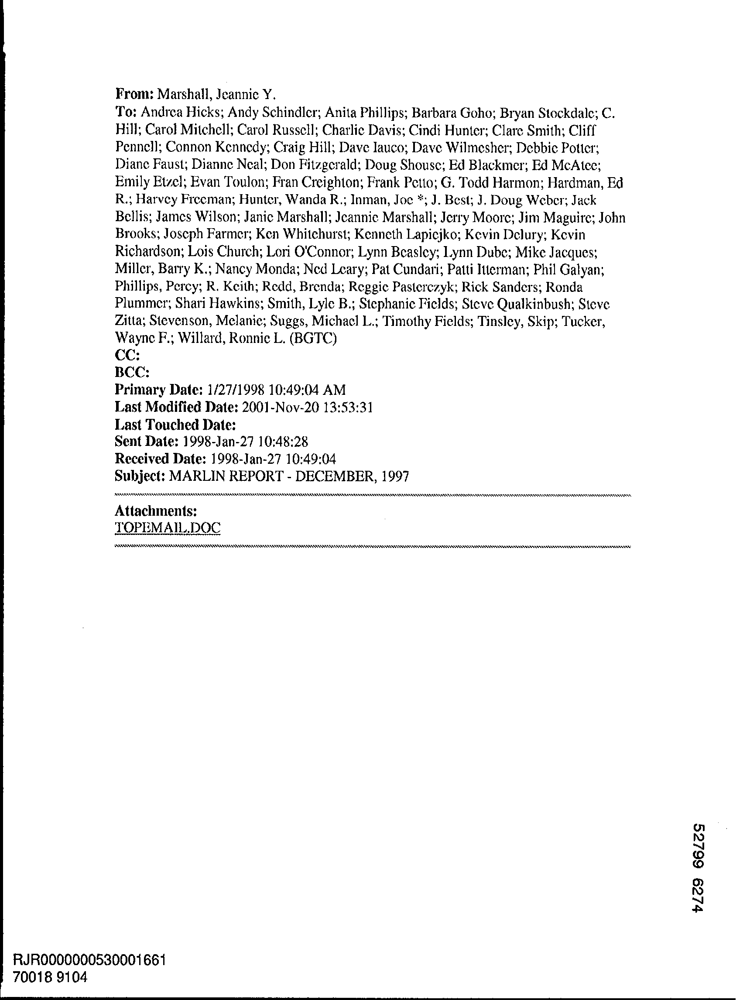 From: Marshall, Jeannie Y.
To: Andrea Hicks; Andy Schindler; Anita Phillips; Barbara Goho; Bryan Stockdale; C.
Hill; Carol Mitchell; Carol Russell; Charlie Davis; Cindi Hunter; Clare Smith; Cliff
Pennell; Connon Kennedy; Craig Hill; Dave Iauco; Dave Wilmesher; Debbie Potter;
Diane Faust; Dianne Neal; Don Fitzgerald; Doug Shouse; Ed Blackmer; Ed McAtee;
Emily Etzel; Evan Toulon; Fran Creighton; Frank Petto; G. Todd Harmon; Hardman, Ed
R.; Harvey Freeman; Hunter, Wanda R.; Inman, Joe *; J. Best; J. Doug Weber; Jack
Bellis; James Wilson; Janie Marshall; Jeannie Marshall; Jerry Moore; Jim Maguire; John
Brooks; Joseph Farmer; Ken Whitehurst; Kenneth Lapiejko; Kevin Delury; Kevin
Richardson; Lois Church; Lori O'Connor; Lynn Beasley; Lynn Dube; Mike Jacques;
Miller, Barry K.; Nancy Monda; Ned Leary; Pat Cundari; Patti Itterman; Phil Galyan;
Phillips, Percy; R. Keith; Redd, Brenda; Reggie Pasterczyk; Rick Sanders; Ronda
Plummer; Shari Hawkins; Smith, Lyle B.; Stephanie Fields; Steve Qualkinbush; Steve
Zitta; Stevenson, Melanie; Suggs, Michael L.; Timothy Fields; Tinsley, Skip; Tucker,
Wayne F.; Willard, Ronnie L. (BGTC)
CC:
BCC:
Primary Date: 1/27/1998 10:49:04 AM
Last Modified Date: 2001-Nov-20 13:53:31
Last Touched Date:
Sent Date: 1998-Jan-27 10:48:28
Received Date: 1998-Jan-27 10:49:04
Subject: MARLIN REPORT - DECEMBER, 1997
Attachments:
TOPEMAIL.DOC
52799 6274
RJR0000000530001661
70018 9104